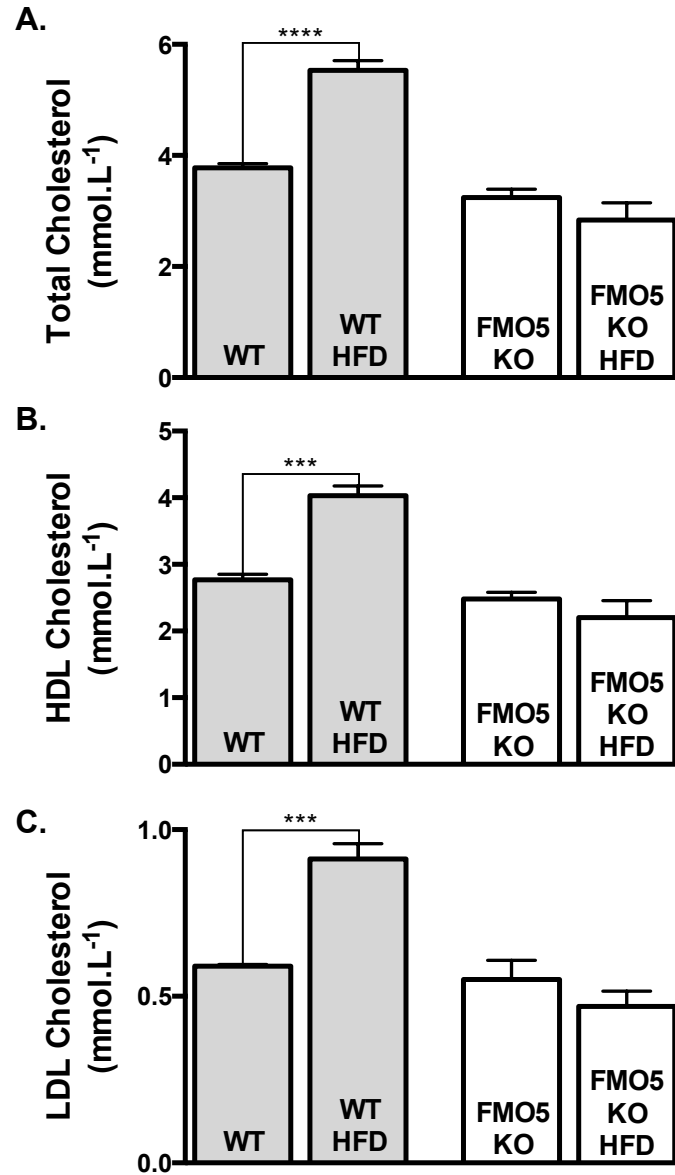 A.
Total Cholesterol
(mmol.L⁻¹)
6
4
2
0
****
WT
WT
HFD
FMO5
KO
FMO5
KO
HFD
B.
HDL Cholesterol
(mmol.L⁻¹)
5
4
3
2
1
0
***
WT
WT
HFD
FMO5
KO
FMO5
KO
HFD
C.
LDL Cholesterol
(mmol.L⁻¹)
1.0
0.5
0.0
***
WT
WT
HFD
FMO5
KO
FMO5
KO
HFD